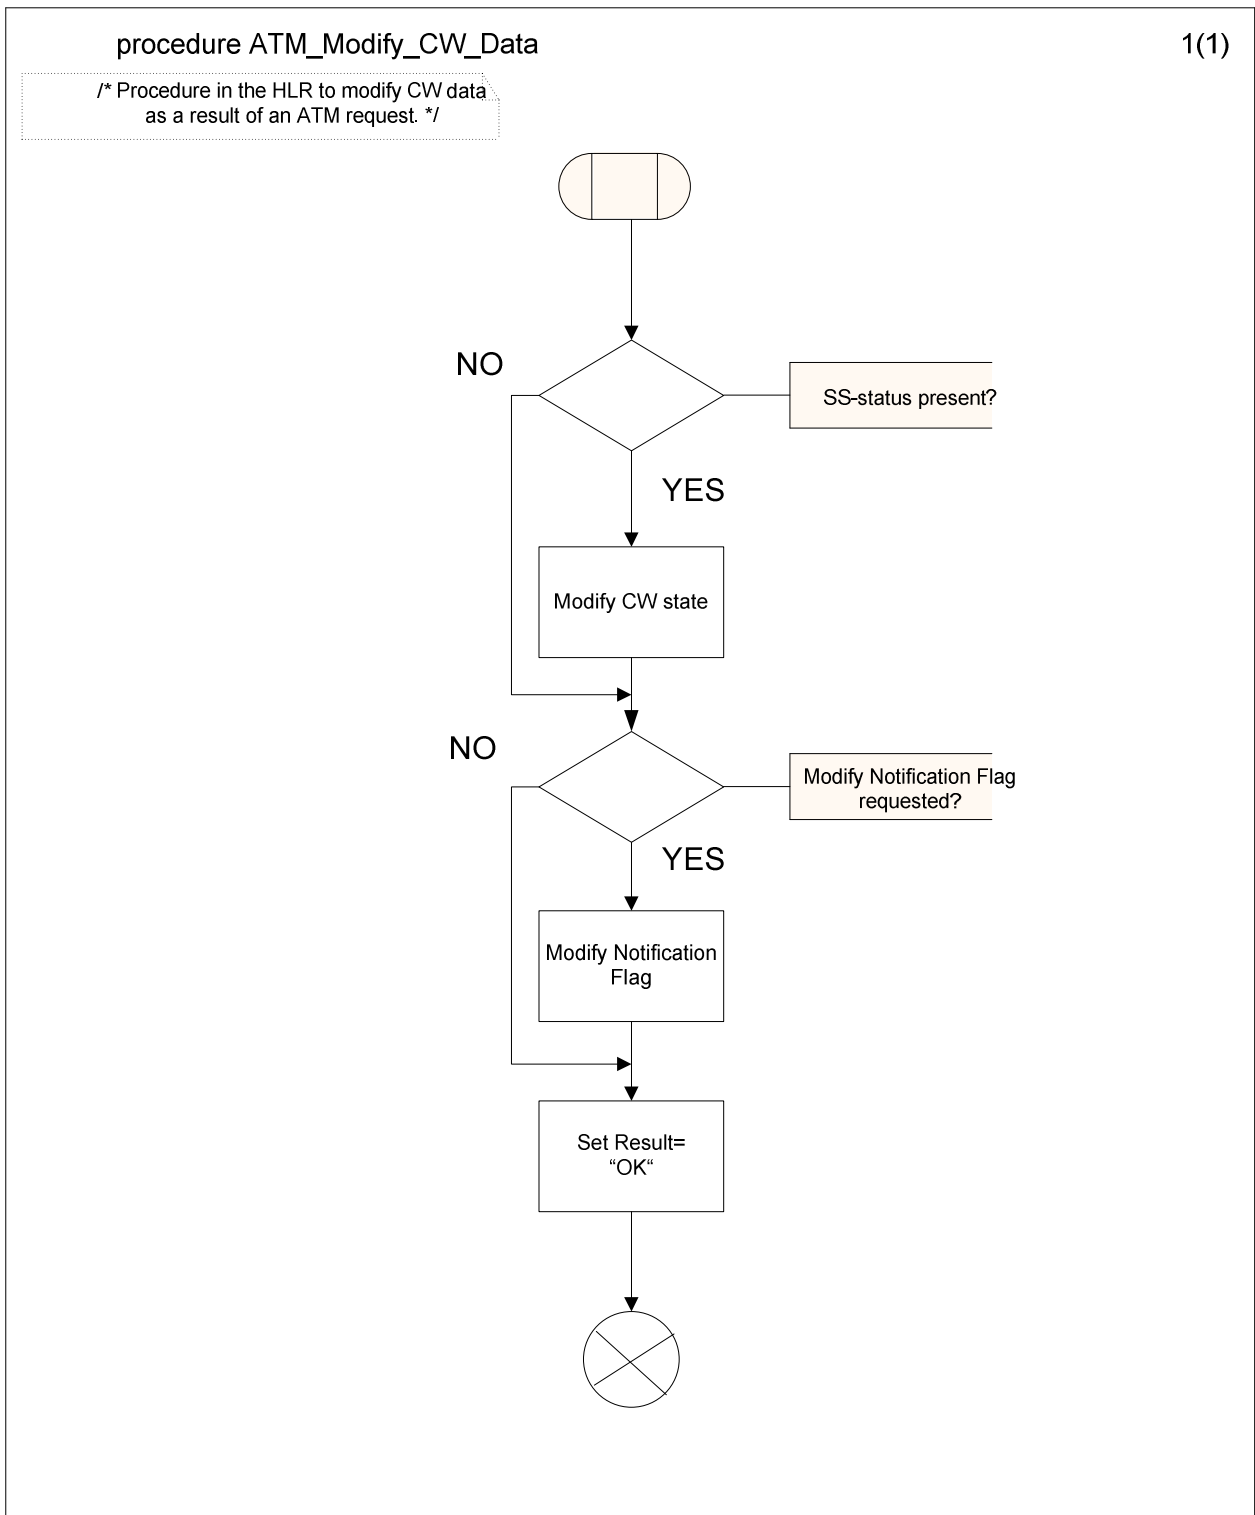 procedure ATM_Modify_CW_Data
1(1)
/* Procedure in the HLR to modify CW data
as a result of an ATM request. */
NO
SS-status present?
YES
Modify CW state
NO
Modify Notification Flag
requested?
YES
Modify Notification
Flag
Set Result=
“OK“